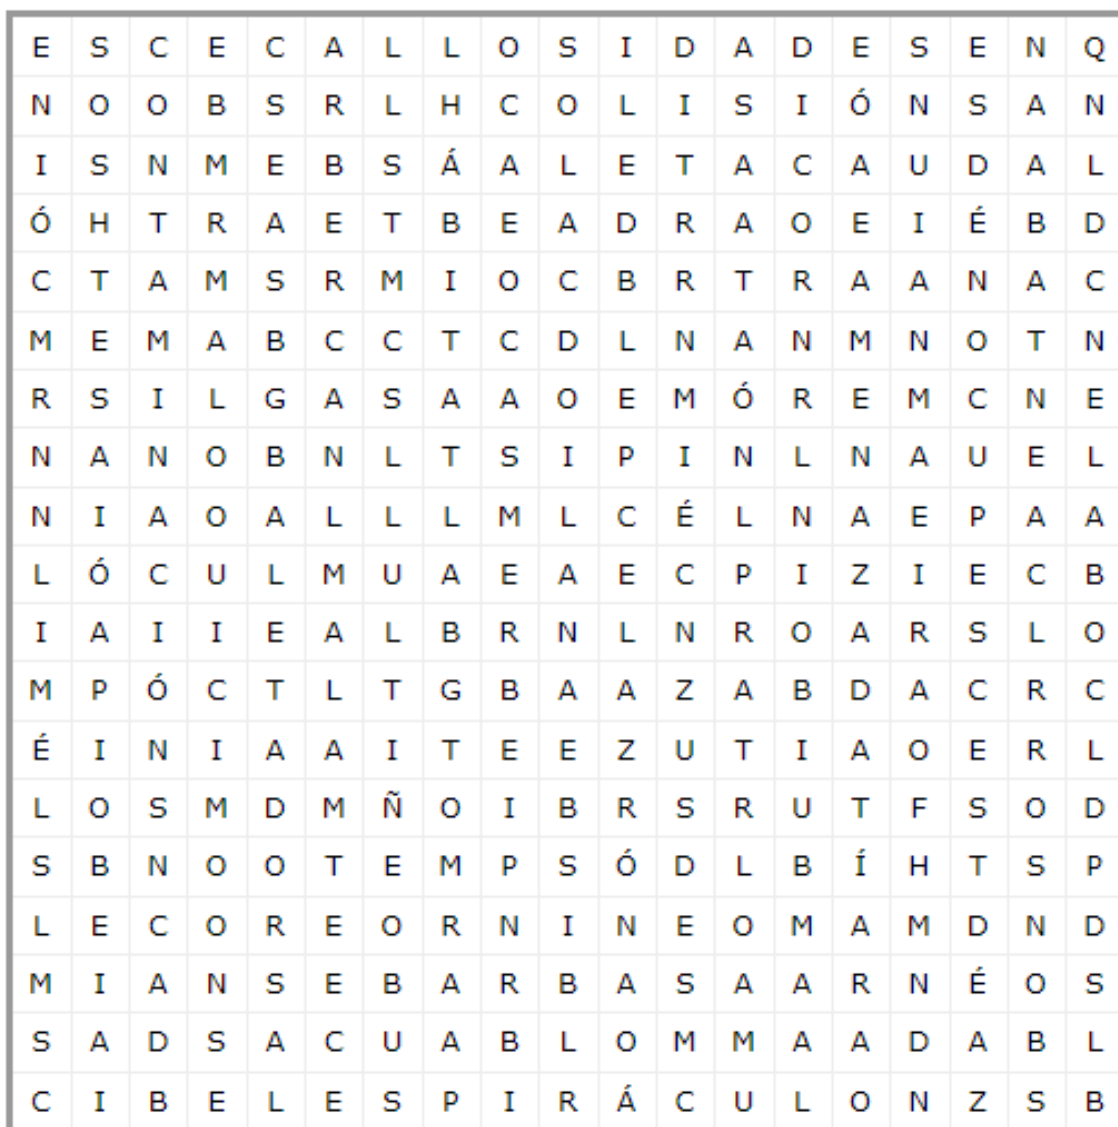 E S C E C A L L O S I D A D E S E N Q
N O O B S R L H C O L I S I Ó N S A N
I S N M E B S Á A L E T A C A U D A L
Ó H T R A E T B E A D R A O E I É B D
C T A M S R M I O C B R T R A A N A C
M E M A B C C T C D L N A N M N O T N
R S I L G A S A A O E M Ó R E M C N E
N A N O B N L T S I P I N L N A U E L
N I A O A L L L M L C É L N A E P A A
L Ó C U L M U A E A E C P I Z I E C B
I A I I E A L B R N L N R O A R S L O
M P Ó C T L T G B A A Z A B D A C R C
É I N I A A I T E E Z U T I A O E R L
L O S M D M Ñ O I B R S R U T F S O D
S B N O O T E M P S Ó D L B Í H T S P
L E C O R E O R N I N E O M A M D N D
M I A N S E B A R B A S A A R N É O S
S A D S A C U A B L O M M A A D A B L
C I B E L E S P I R Á C U L O N Z S B